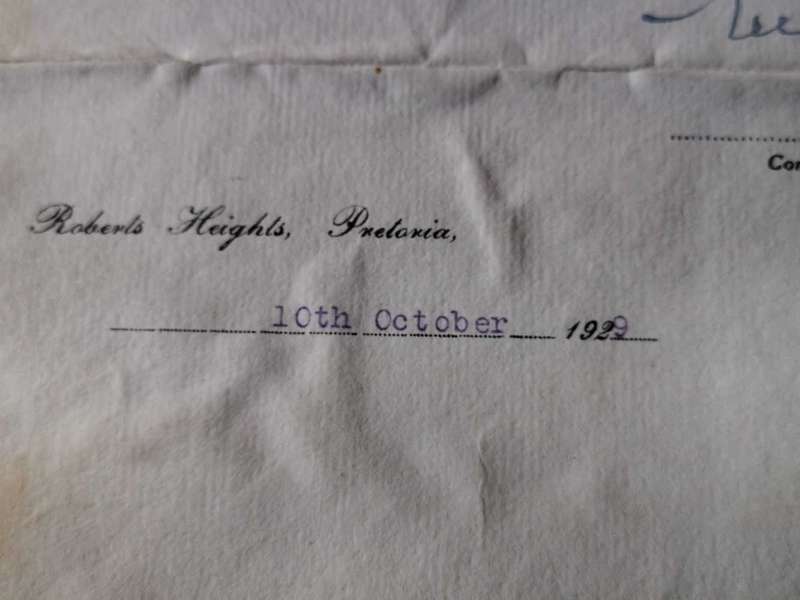 Roberts Heights, Pretoria,
10th October 1929